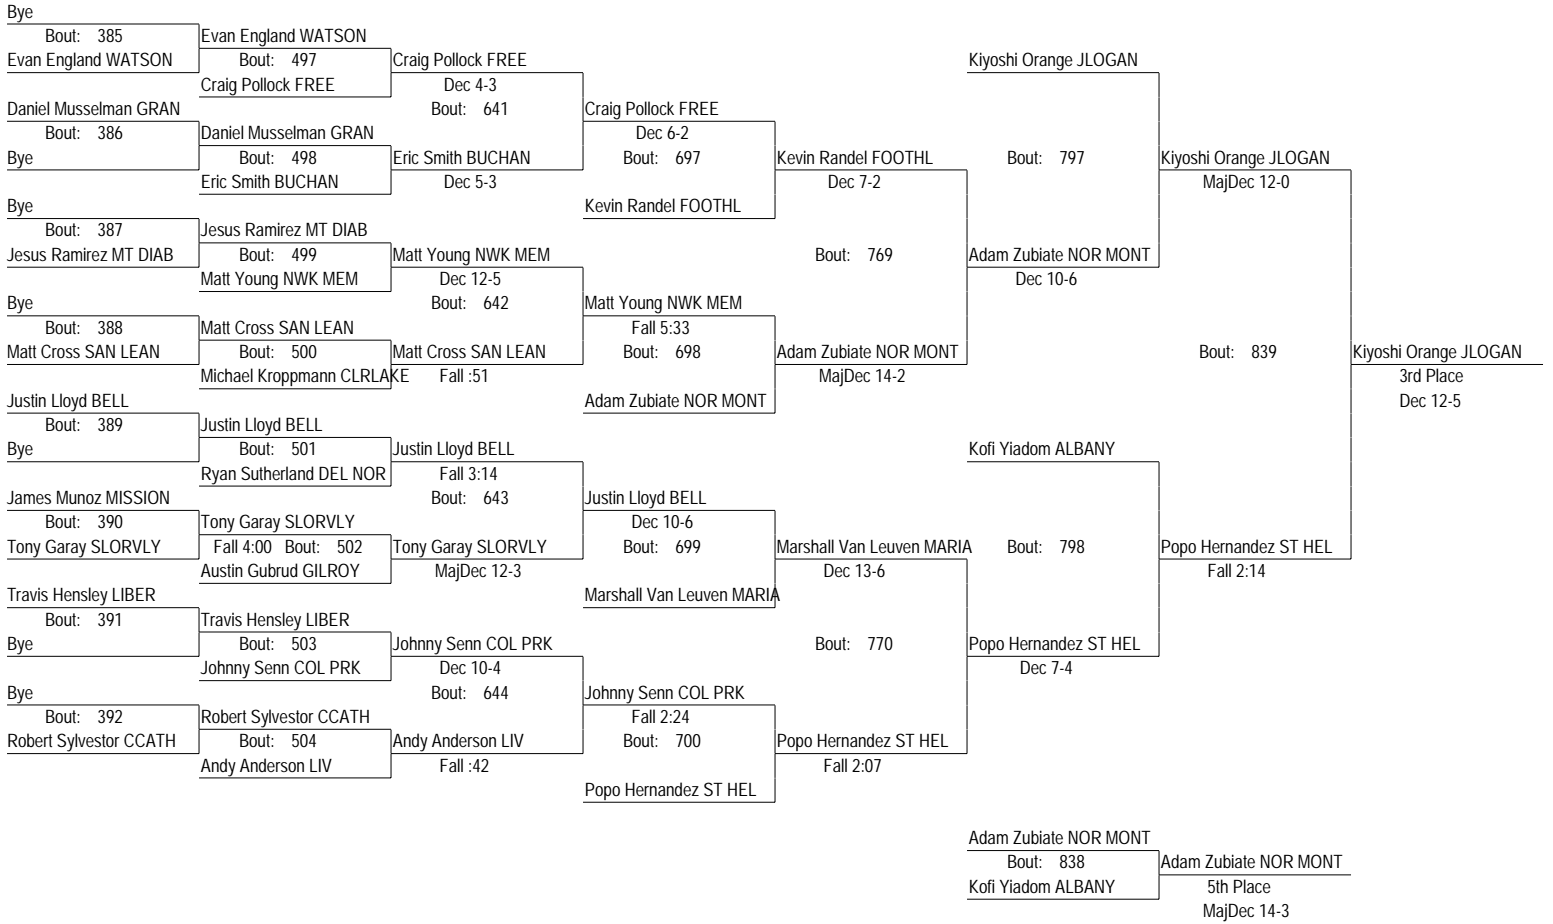 Bye
Bout: 385
Evan England WATSON
Daniel Musselman GRAN
Bout: 386
Bye
Bye
Bout: 387
Jesus Ramirez MT DIAB
Bye
Bout: 388
Matt Cross SAN LEAN
Justin Lloyd BELL
Bout: 389
Bye
James Munoz MISSION
Bout: 390
Tony Garay SLORVLY
Travis Hensley LIBER
Bout: 391
Bye
Bye
Bout: 392
Robert Sylvestor CCATH
Evan England WATSON
Bout: 497
Craig Pollock FREE
Daniel Musselman GRAN
Bout: 498
Eric Smith BUCHAN
Jesus Ramirez MT DIAB
Bout: 499
Matt Young NWK MEM
Matt Cross SAN LEAN
Bout: 500
Michael Kroppmann CLRLAKE
Justin Lloyd BELL
Bout: 501
Ryan Sutherland DEL NOR
Tony Garay SLORVLY
Fall 4:00 Bout: 502
Austin Gubrud GILROY
Travis Hensley LIBER
Bout: 503
Johnny Senn COL PRK
Robert Sylvestor CCATH
Bout: 504
Andy Anderson LIV
Craig Pollock FREE
Dec 4-3
Bout: 641
Eric Smith BUCHAN
Dec 5-3
Matt Young NWK MEM
Dec 12-5
Bout: 642
Matt Cross SAN LEAN
Fall :51
Justin Lloyd BELL
Fall 3:14
Bout: 643
Tony Garay SLORVLY
MajDec 12-3
Johnny Senn COL PRK
Dec 10-4
Bout: 644
Andy Anderson LIV
Fall :42
Craig Pollock FREE
Dec 6-2
Bout: 697
Kevin Randel FOOTHL
Matt Young NWK MEM
Fall 5:33
Bout: 698
Adam Zubiate NOR MONT
Justin Lloyd BELL
Dec 10-6
Bout: 699
Marshall Van Leuven MARIA
Johnny Senn COL PRK
Fall 2:24
Bout: 700
Popo Hernandez ST HEL
Kevin Randel FOOTHL
Dec 7-2
Bout: 769
Adam Zubiate NOR MONT
MajDec 14-2
Marshall Van Leuven MARIA
Dec 13-6
Bout: 770
Popo Hernandez ST HEL
Fall 2:07
Kiyoshi Orange JLOGAN
Bout: 797
Adam Zubiate NOR MONT
Dec 10-6
Kofi Yiadom ALBANY
Bout: 798
Popo Hernandez ST HEL
Dec 7-4
Kiyoshi Orange JLOGAN
MajDec 12-0
Bout: 839
Popo Hernandez ST HEL
Fall 2:14
Kiyoshi Orange JLOGAN
3rd Place
Dec 12-5
Adam Zubiate NOR MONT
Bout: 838
Kofi Yiadom ALBANY
Adam Zubiate NOR MONT
5th Place
MajDec 14-3